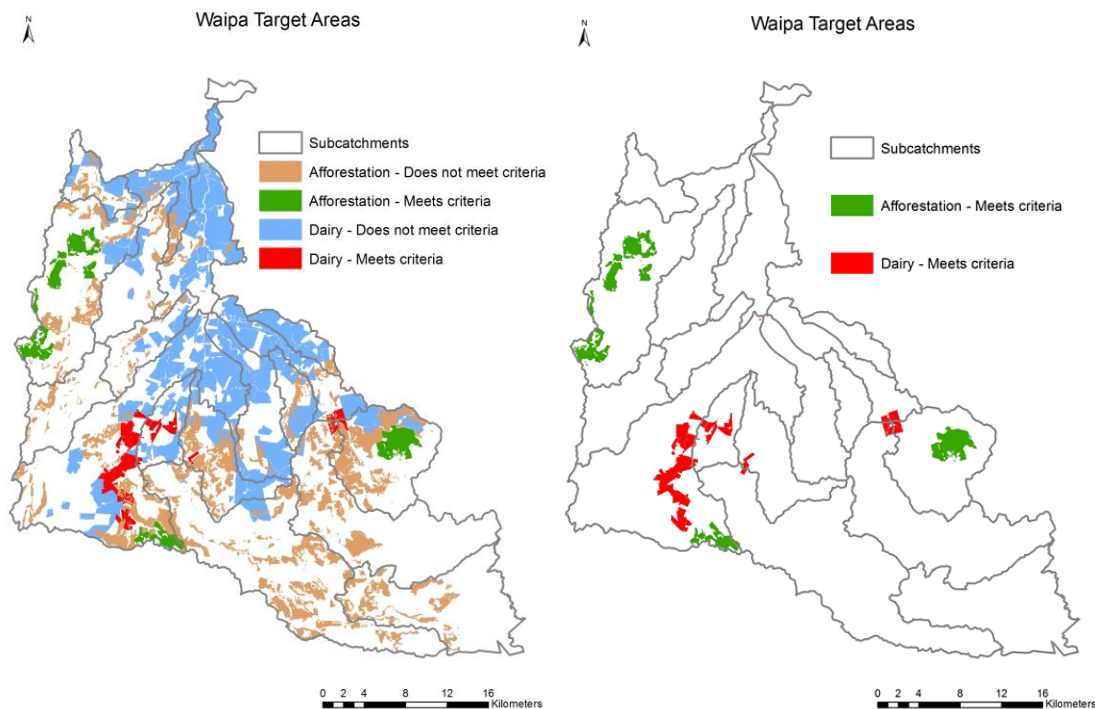 Waipa Target Areas
N
Subcatchments
Afforestation - Does not meet criteria
Afforestation - Meets criteria
Dairy - Does not meet criteria
Dairy - Meets criteria
0 2 4 8 12 16
Kilometers
Waipa Target Areas
N
Subcatchments
Afforestation - Meets criteria
Dairy - Meets criteria
0 2 4 8 12 16
Kilometers